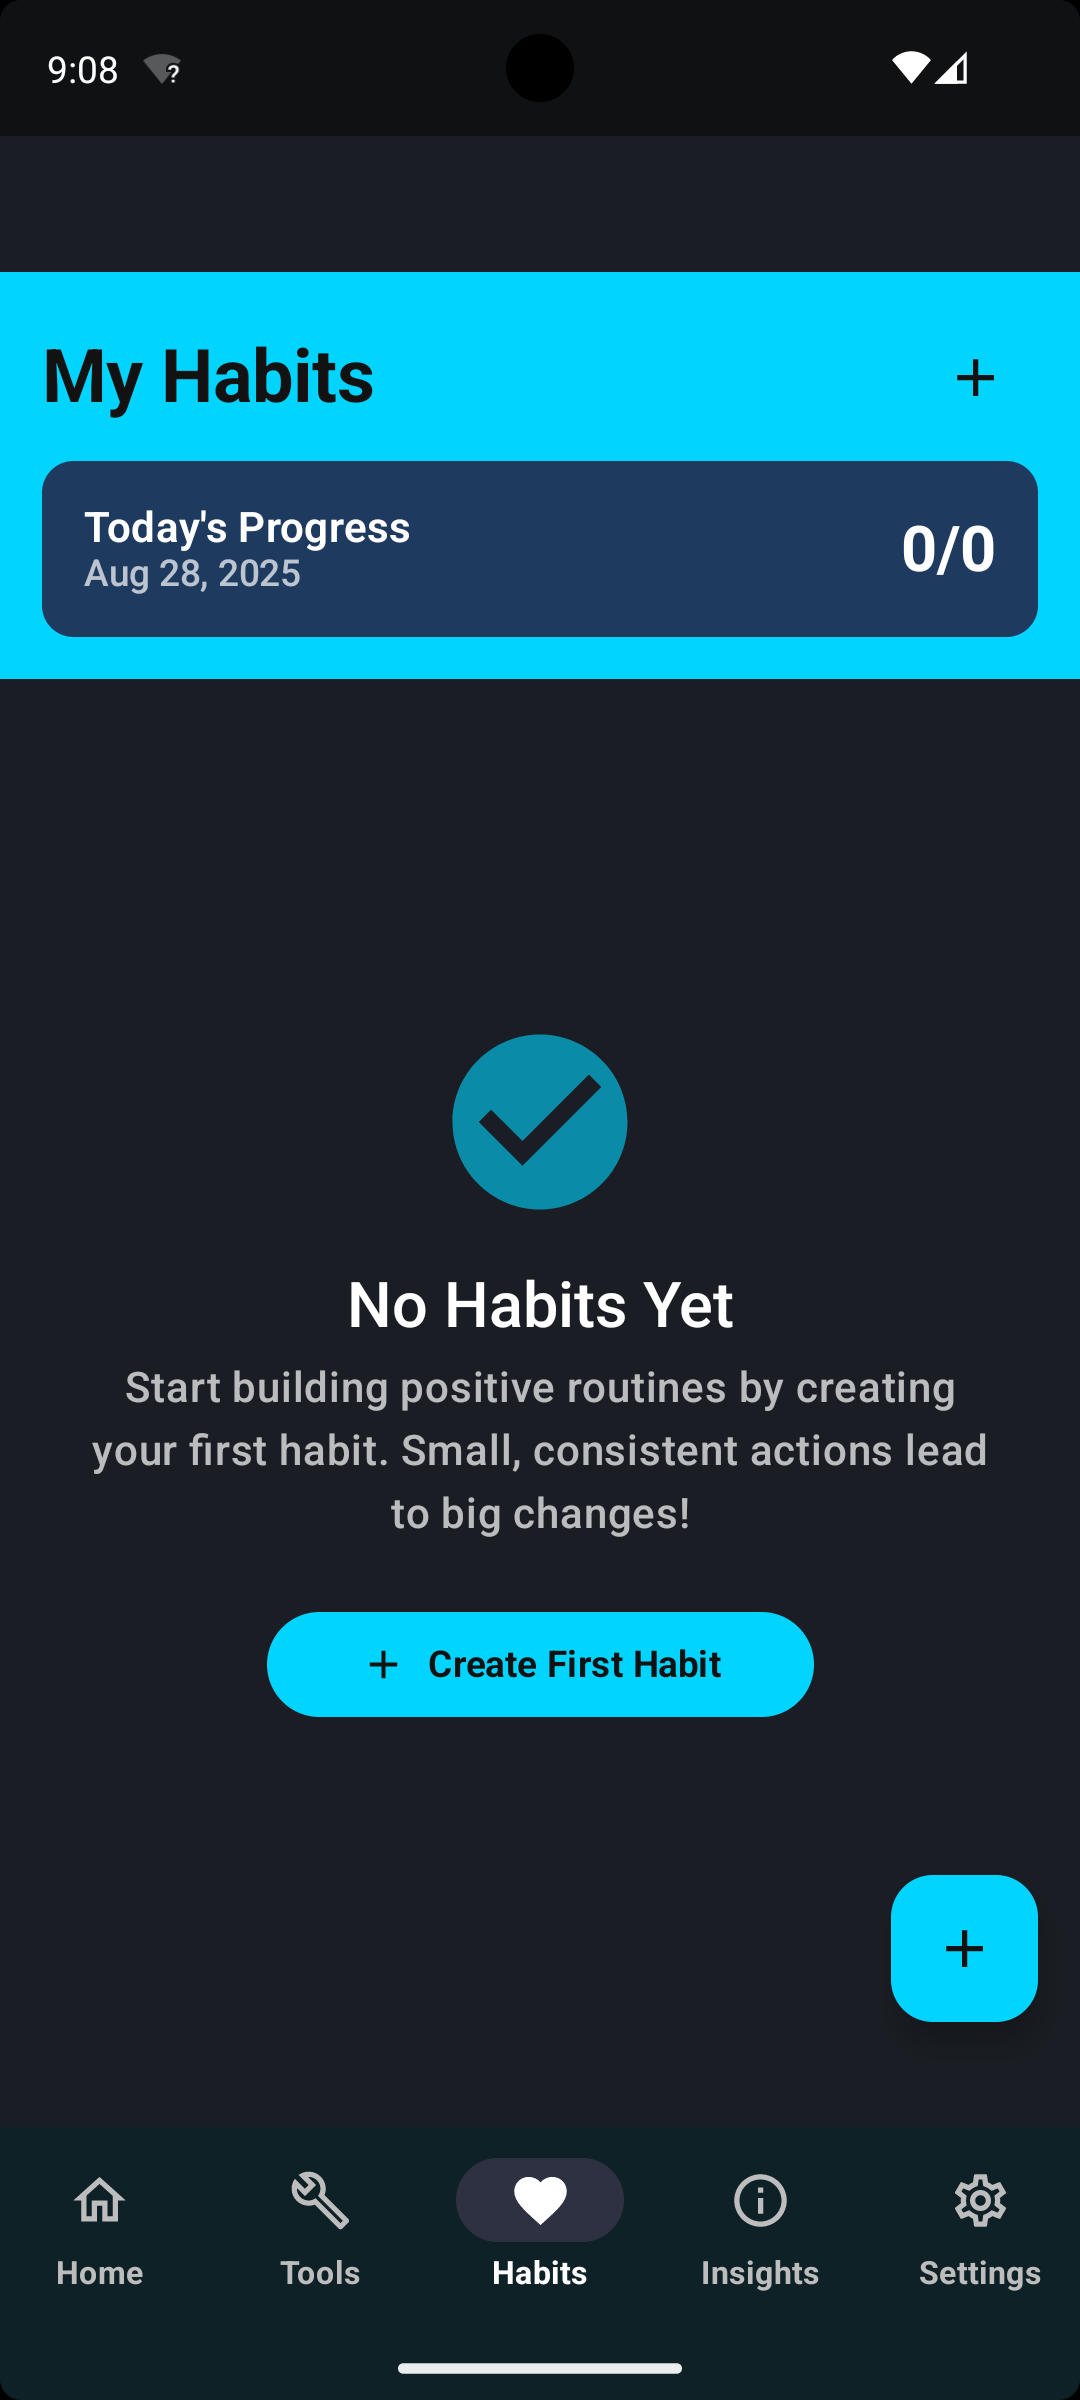 9:08
My Habits
Today's Progress
Aug 28, 2025
0/0
No Habits Yet
Start building positive routines by creating
your first habit. Small, consistent actions lead
to big changes!
Create First Habit
Home
Tools
Habits
Insights
Settings